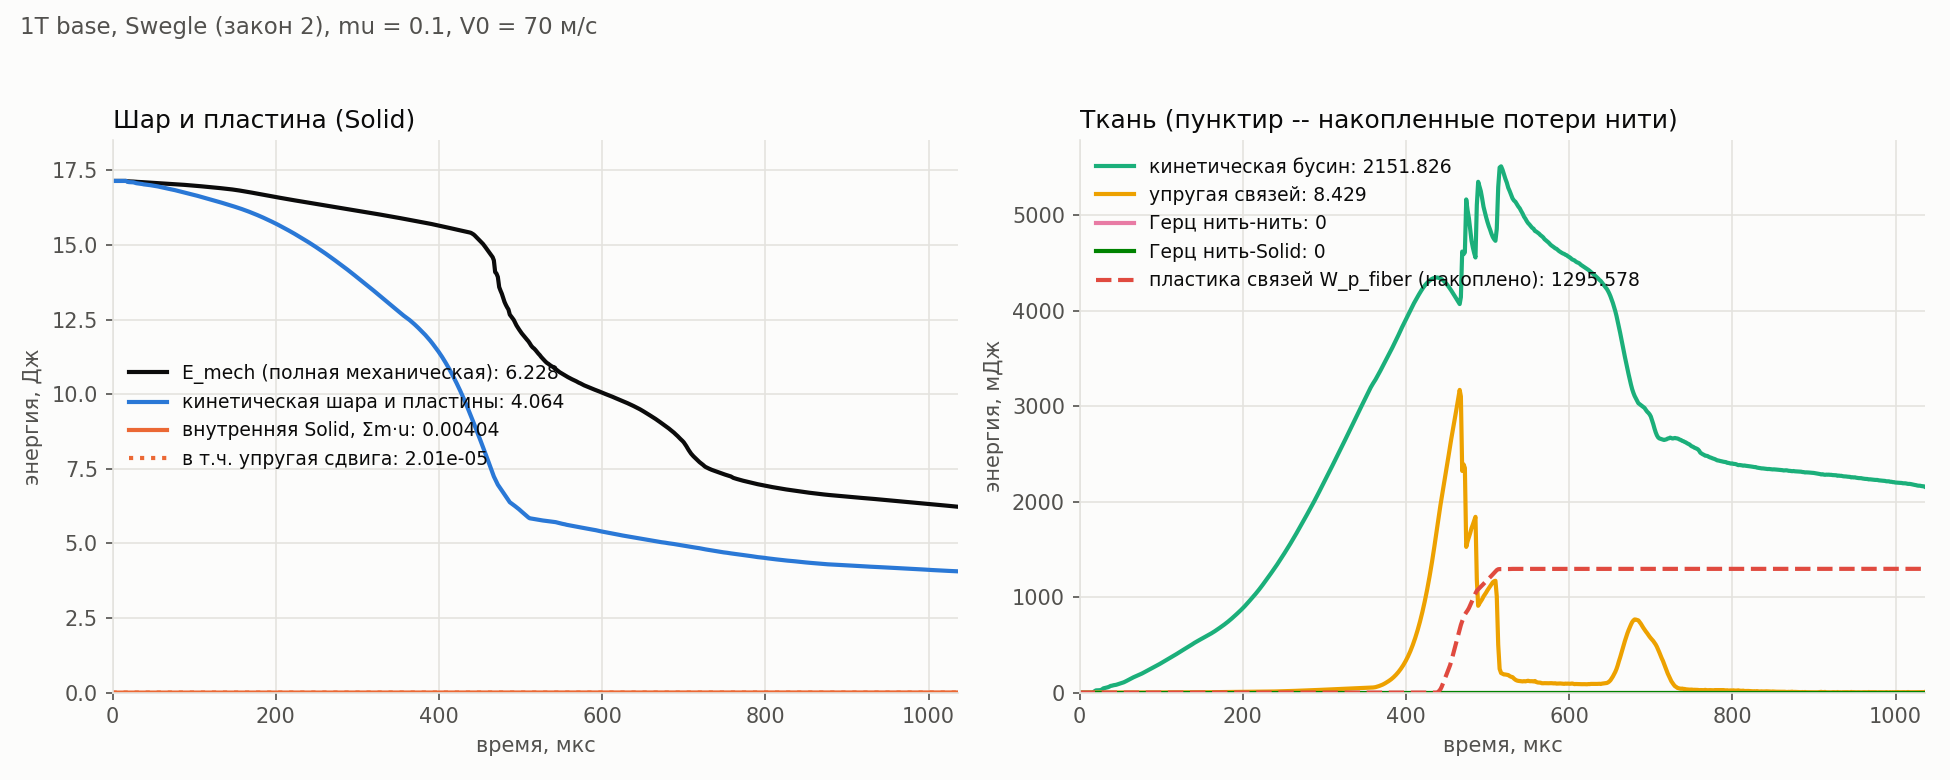 1T base, Swegle (закон 2), mu = 0.1, V0 = 70 м/с
Шар и пластина (Solid)
17.5
15.0
12.5
10.0
7.5
5.0
2.5
0.0
энергия, Дж
E_mech (полная механическая): 6.228
кинетическая шара и пластины: 4.064
внутренняя Solid, Σm·u: 0.00404
в т.ч. упругая сдвига: 2.01e-05
0 200 400 600 800 1000
время, мкс
Ткань (пунктир -- накопленные потери нити)
5000
4000
3000
2000
1000
0
энергия, мДж
кинетическая бусин: 2151.826
упругая связей: 8.429
Герц нить-нить: 0
Герц нить-Solid: 0
пластика связей W_p_fiber (накоплено): 1295.578
0 200 400 600 800 1000
время, мкс